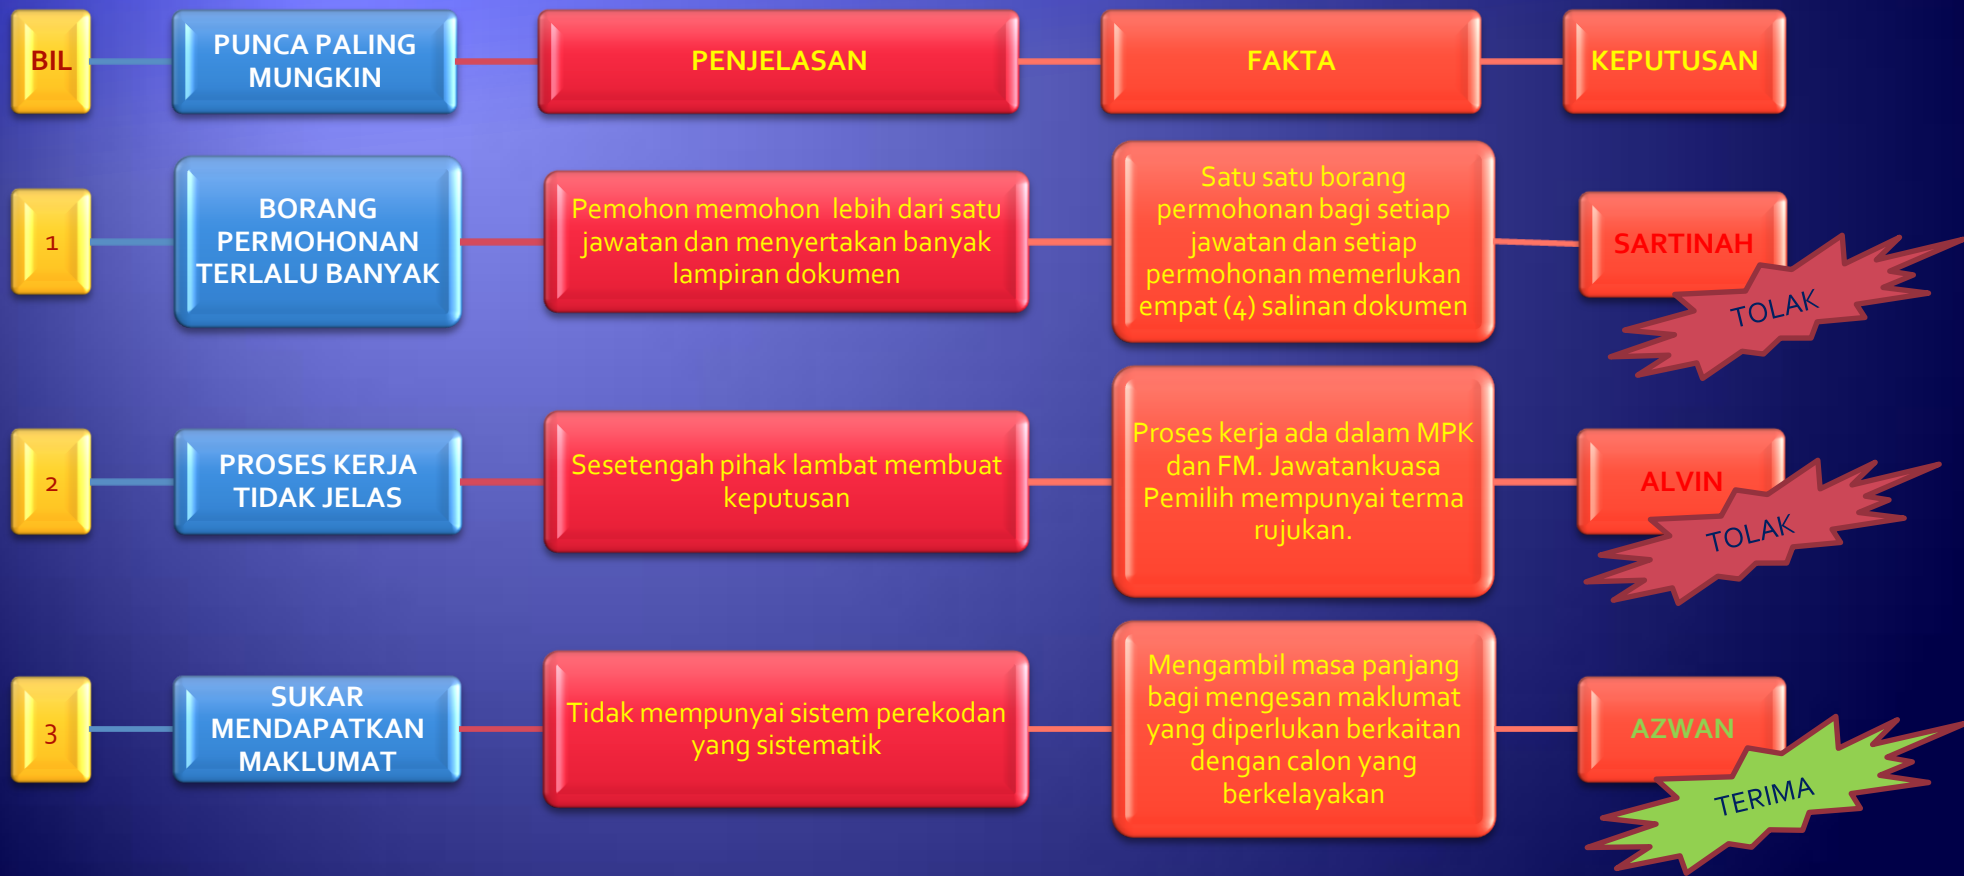 BIL
PUNCA PALING
MUNGKIN
PENJELASAN
FAKTA
KEPUTUSAN
1
BORANG
PERMOHONAN
TERLALU BANYAK
Pemohon memohon lebih dari satu
jawatan dan menyertakan banyak
lampiran dokumen
Satu satu borang
permohonan bagi setiap
jawatan dan setiap
permohonan memerlukan
empat (4) salinan dokumen
SARTINAH
TOLAK
2
PROSES KERJA
TIDAK JELAS
Sesetengah pihak lambat membuat
keputusan
Proses kerja ada dalam MPK
dan FM. Jawatankuasa
Pemilih mempunyai terma
rujukan.
ALVIN
TOLAK
3
SUKAR
MENDAPATKAN
MAKLUMAT
Tidak mempunyai sistem perekodan
yang sistematik
Mengambil masa panjang
bagi mengesan maklumat
yang diperlukan berkaitan
dengan calon yang
berkelayakan
AZWAN
TERIMA